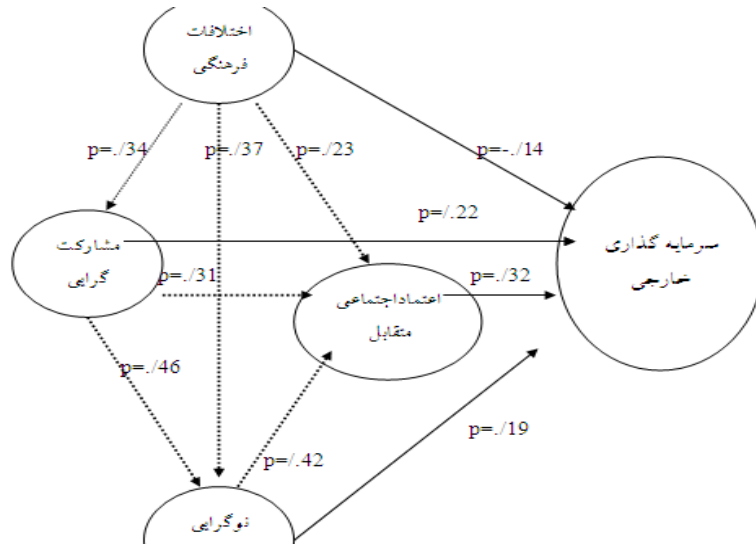 اختلافات
فرهنگی
p=./34
p=./37
p=./23
p=-./14
مشارکت
گرایی
p=/.22
سرمایه گذاری
خارجی
p=./31
اعتماداجتماعی
متقابل
p=./32
p=./46
p=/.42
p=./19
نوگرایی